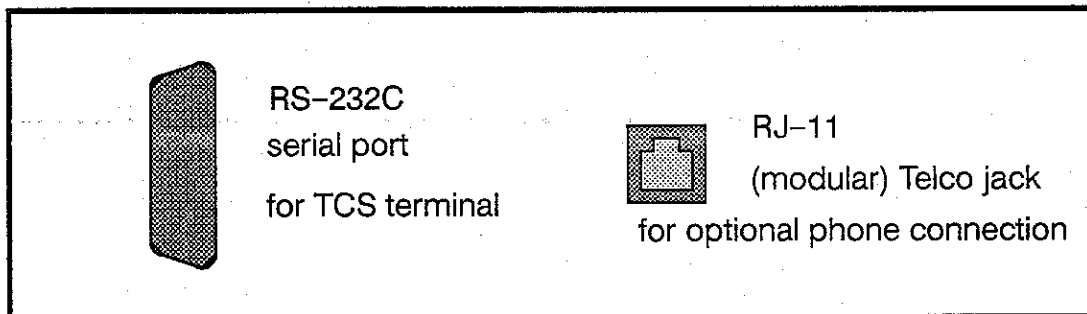 RS-232C
serial port
for TCS terminal
RJ-11
(modular) Telco jack
for optional phone connection